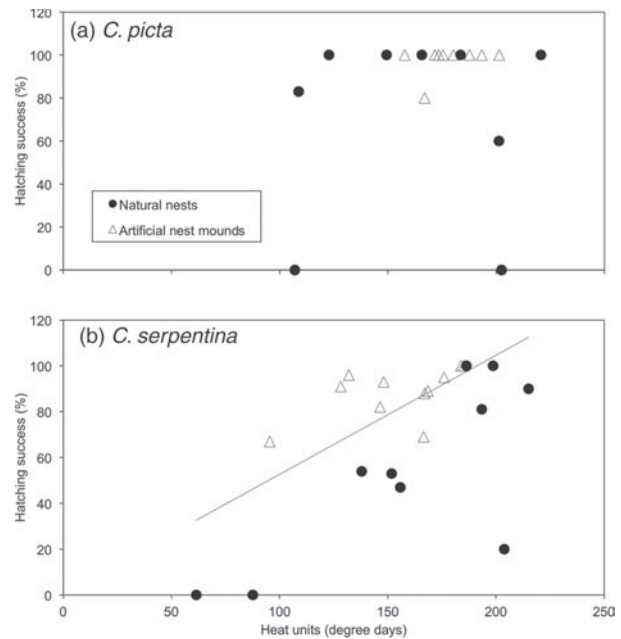 (a) C. picta
120
100
80
60
40
20
0
Hatching success (%)
● Natural nests
△ Artificial nest mounds
(b) C. serpentina
120
100
80
60
40
20
0
Hatching success (%)
0 50 100 150 200 250
Heat units (degree days)